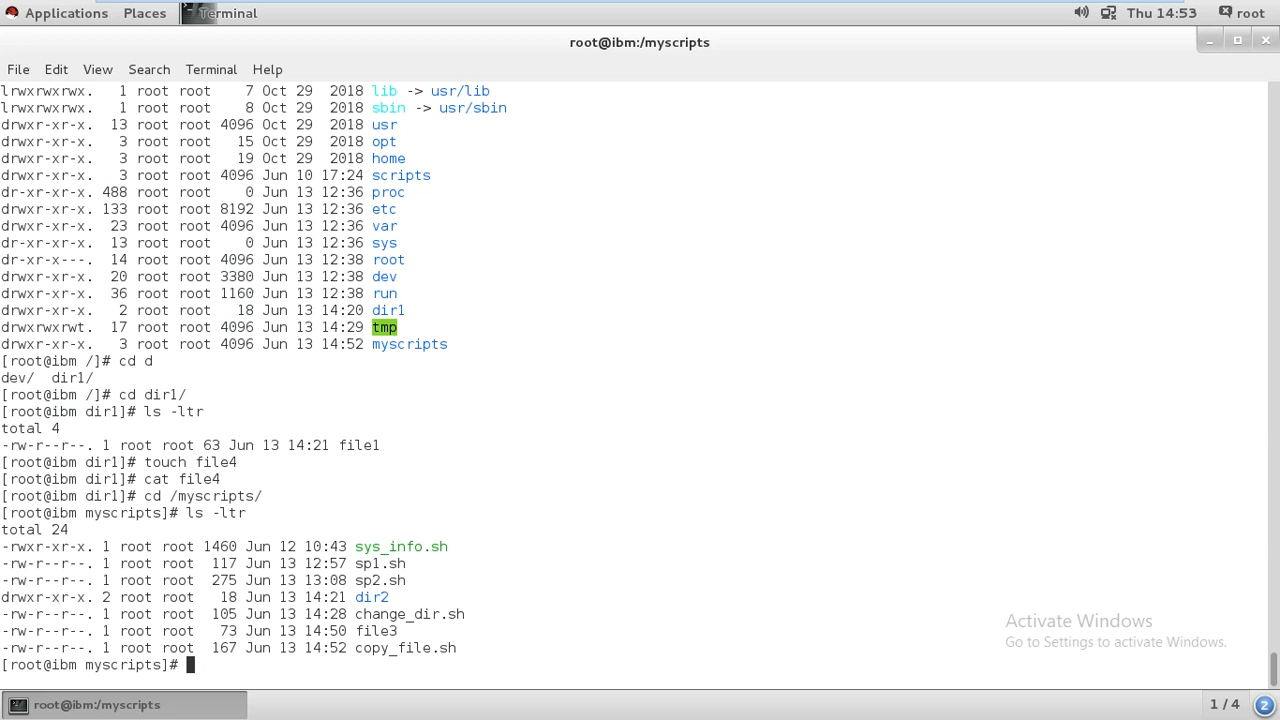 Applications Places Terminal Thu 14:53 root
root@ibm:/myscripts
File Edit View Search Terminal Help
lrwxrwxrwx.   1 root root    7 Oct 29  2018 lib -> usr/lib
lrwxrwxrwx.   1 root root    8 Oct 29  2018 sbin -> usr/sbin
drwxr-xr-x.  13 root root 4096 Oct 29  2018 usr
drwxr-xr-x.   3 root root   15 Oct 29  2018 opt
drwxr-xr-x.   3 root root   19 Oct 29  2018 home
drwxr-xr-x.   3 root root 4096 Jun 10 17:24 scripts
dr-xr-xr-x. 488 root root    0 Jun 13 12:36 proc
drwxr-xr-x. 133 root root 8192 Jun 13 12:36 etc
drwxr-xr-x.  23 root root 4096 Jun 13 12:36 var
dr-xr-xr-x.  13 root root    0 Jun 13 12:36 sys
dr-xr-x---.  14 root root 4096 Jun 13 12:38 root
drwxr-xr-x.  20 root root 3380 Jun 13 12:38 dev
drwxr-xr-x.  36 root root 1160 Jun 13 12:38 run
drwxr-xr-x.   2 root root   18 Jun 13 14:20 dir1
drwxrwxrwt.  17 root root 4096 Jun 13 14:29 tmp
drwxr-xr-x.   3 root root 4096 Jun 13 14:52 myscripts
[root@ibm /]# cd d
dev/  dir1/
[root@ibm /]# cd dir1/
[root@ibm dir1]# ls -ltr
total 4
-rw-r--r--. 1 root root 63 Jun 13 14:21 file1
[root@ibm dir1]# touch file4
[root@ibm dir1]# cat file4
[root@ibm dir1]# cd /myscripts/
[root@ibm myscripts]# ls -ltr
total 24
-rwxr-xr-x. 1 root root 1460 Jun 12 10:43 sys_info.sh
-rw-r--r--. 1 root root  117 Jun 13 12:57 sp1.sh
-rw-r--r--. 1 root root  275 Jun 13 13:08 sp2.sh
drwxr-xr-x. 2 root root   18 Jun 13 14:21 dir2
-rw-r--r--. 1 root root  105 Jun 13 14:28 change_dir.sh
-rw-r--r--. 1 root root   73 Jun 13 14:50 file3
-rw-r--r--. 1 root root  167 Jun 13 14:52 copy_file.sh
[root@ibm myscripts]#
Activate Windows
Go to Settings to activate Windows.
root@ibm:/myscripts 1 / 4 2